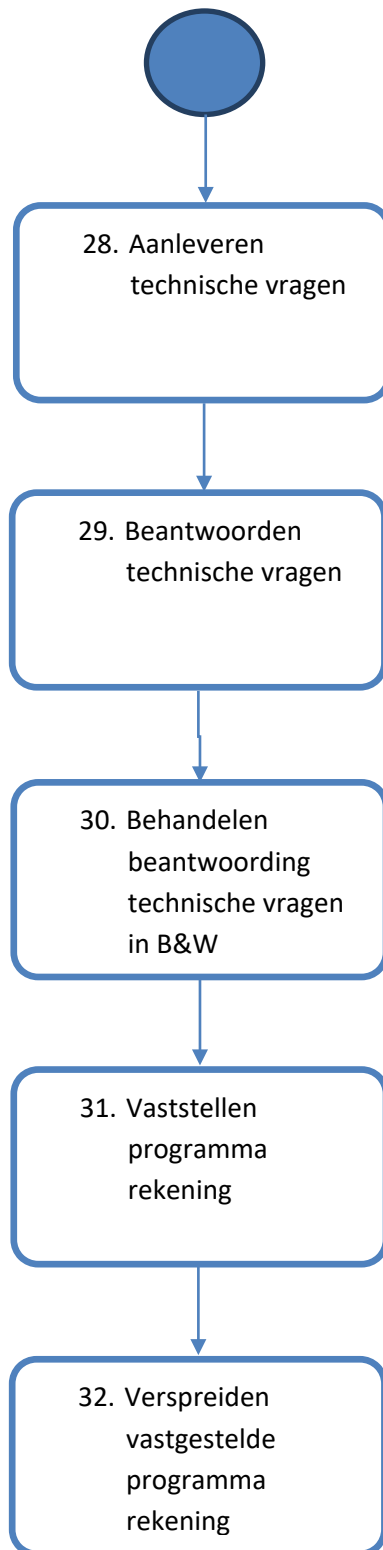 28. Aanleveren
technische vragen
29. Beantwoorden
technische vragen
30. Behandelen
beantwoording
technische vragen
in B&W
31. Vaststellen
programma
rekening
32. Verspreiden
vastgestelde
programma
rekening